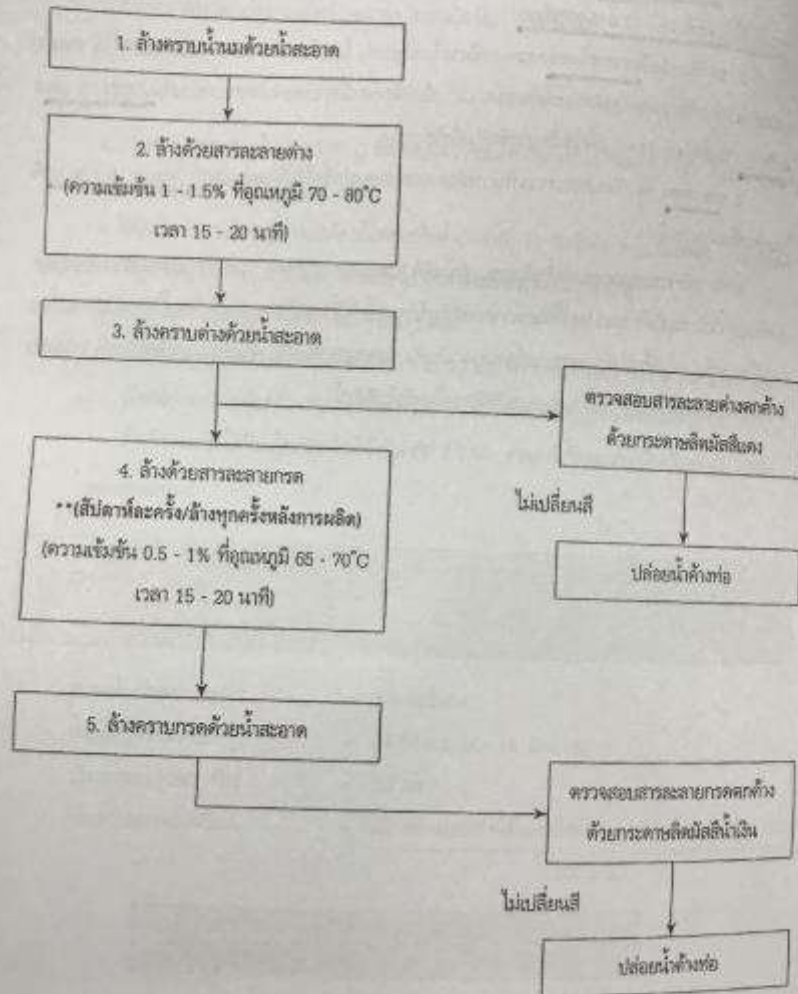 1. ล้างคราบน้ำนมด้วยน้ำสะอาด
2. ล้างด้วยสารละลายด่าง
(ความเข้มข้น 1 - 1.5% ที่อุณหภูมิ 70 - 80°C
เวลา 15 - 20 นาที)
3. ล้างคราบด่างด้วยน้ำสะอาด
ตรวจสอบสารละลายด่างตกค้าง
ด้วยกระดาษลิตมัสสีแดง
ไม่เปลี่ยนสี
ปล่อยน้ำค้างท่อ
4. ล้างด้วยสารละลายกรด
**(สัปดาห์ละครั้ง/ล้างทุกครั้งหลังการผลิต)
(ความเข้มข้น 0.5 - 1% ที่อุณหภูมิ 65 - 70°C
เวลา 15 - 20 นาที)
5. ล้างคราบกรดด้วยน้ำสะอาด
ตรวจสอบสารละลายกรดตกค้าง
ด้วยกระดาษลิตมัสสีน้ำเงิน
ไม่เปลี่ยนสี
ปล่อยน้ำค้างท่อ